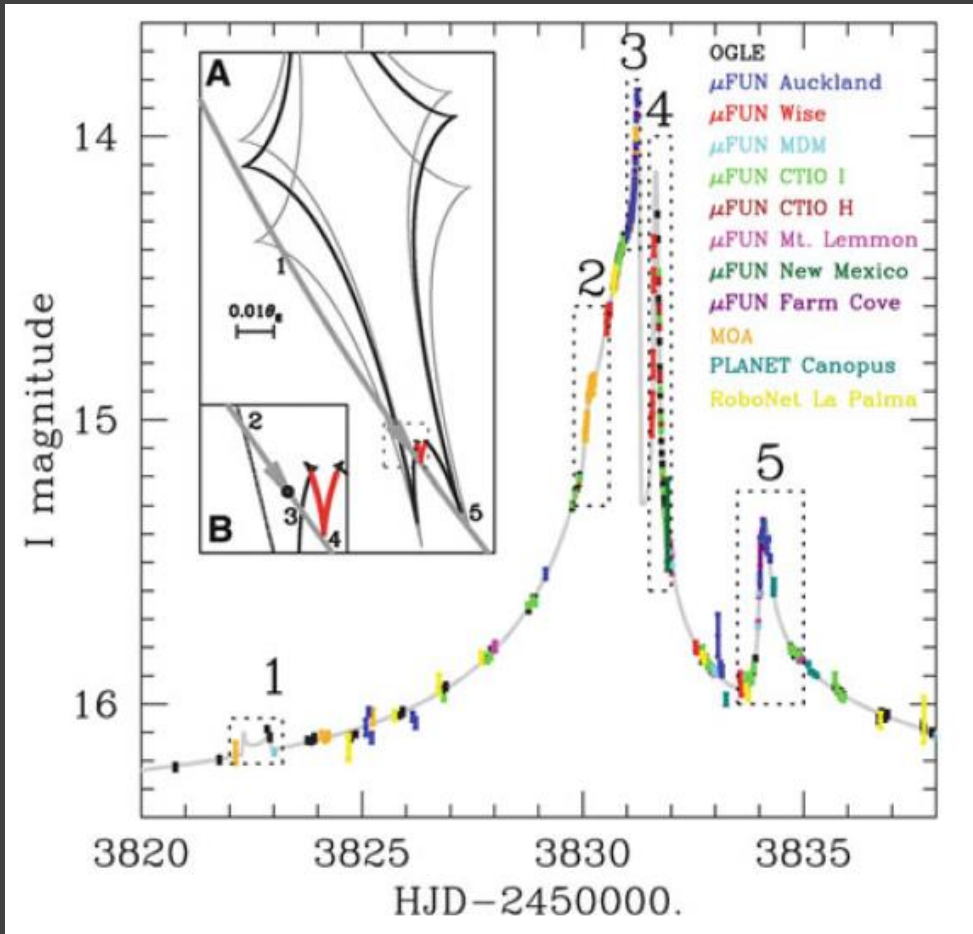 A
1
0.01θE
5
B
2
3
4
3
4
2
1
5
OGLE
μFUN Auckland
μFUN Wise
μFUN MDM
μFUN CTIO I
μFUN CTIO H
μFUN Mt. Lemmon
μFUN New Mexico
μFUN Farm Cove
MOA
PLANET Canopus
RoboNet La Palma
14
15
16
I magnitude
3820 3825 3830 3835
HJD-2450000.